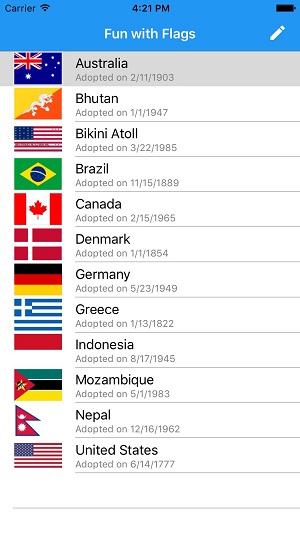 Carrier 4:21 PM
Fun with Flags
Australia
Adopted on 2/11/1903
Bhutan
Adopted on 1/1/1947
Bikini Atoll
Adopted on 3/22/1985
Brazil
Adopted on 11/15/1889
Canada
Adopted on 2/15/1965
Denmark
Adopted on 1/1/1854
Germany
Adopted on 5/23/1949
Greece
Adopted on 1/13/1822
Indonesia
Adopted on 8/17/1945
Mozambique
Adopted on 5/1/1983
Nepal
Adopted on 12/16/1962
United States
Adopted on 6/14/1777